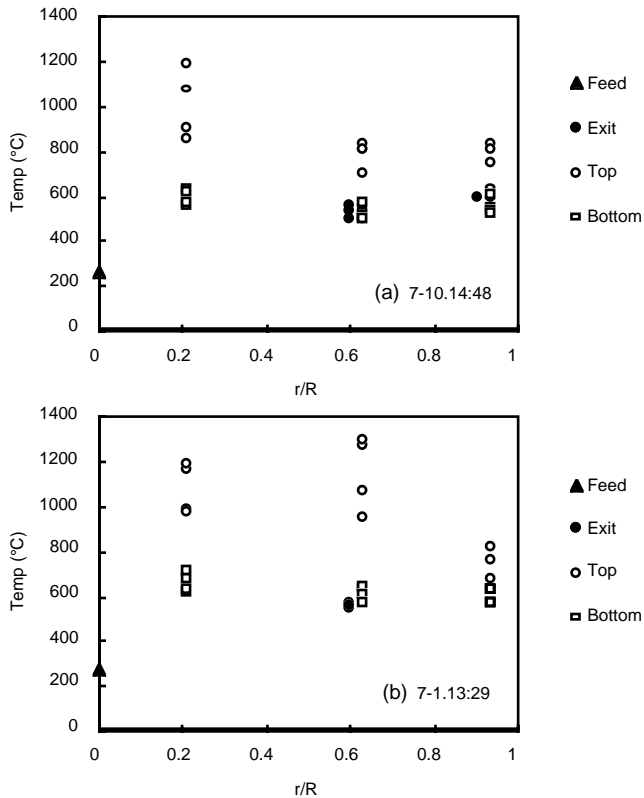 1400
1200
1000
800
600
400
200
0
Temp (°C)
0 0.2 0.4 0.6 0.8 1
r/R
(a) 7-10.14:48
Feed
Exit
Top
Bottom
1400
1200
1000
800
600
400
200
0
Temp (°C)
0 0.2 0.4 0.6 0.8 1
r/R
(b) 7-1.13:29
Feed
Exit
Top
Bottom